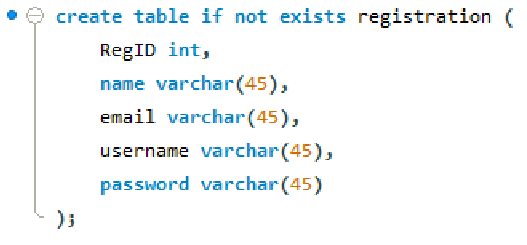 create table if not exists registration (
RegID int,
name varchar(45),
email varchar(45),
username varchar(45),
password varchar(45)
);